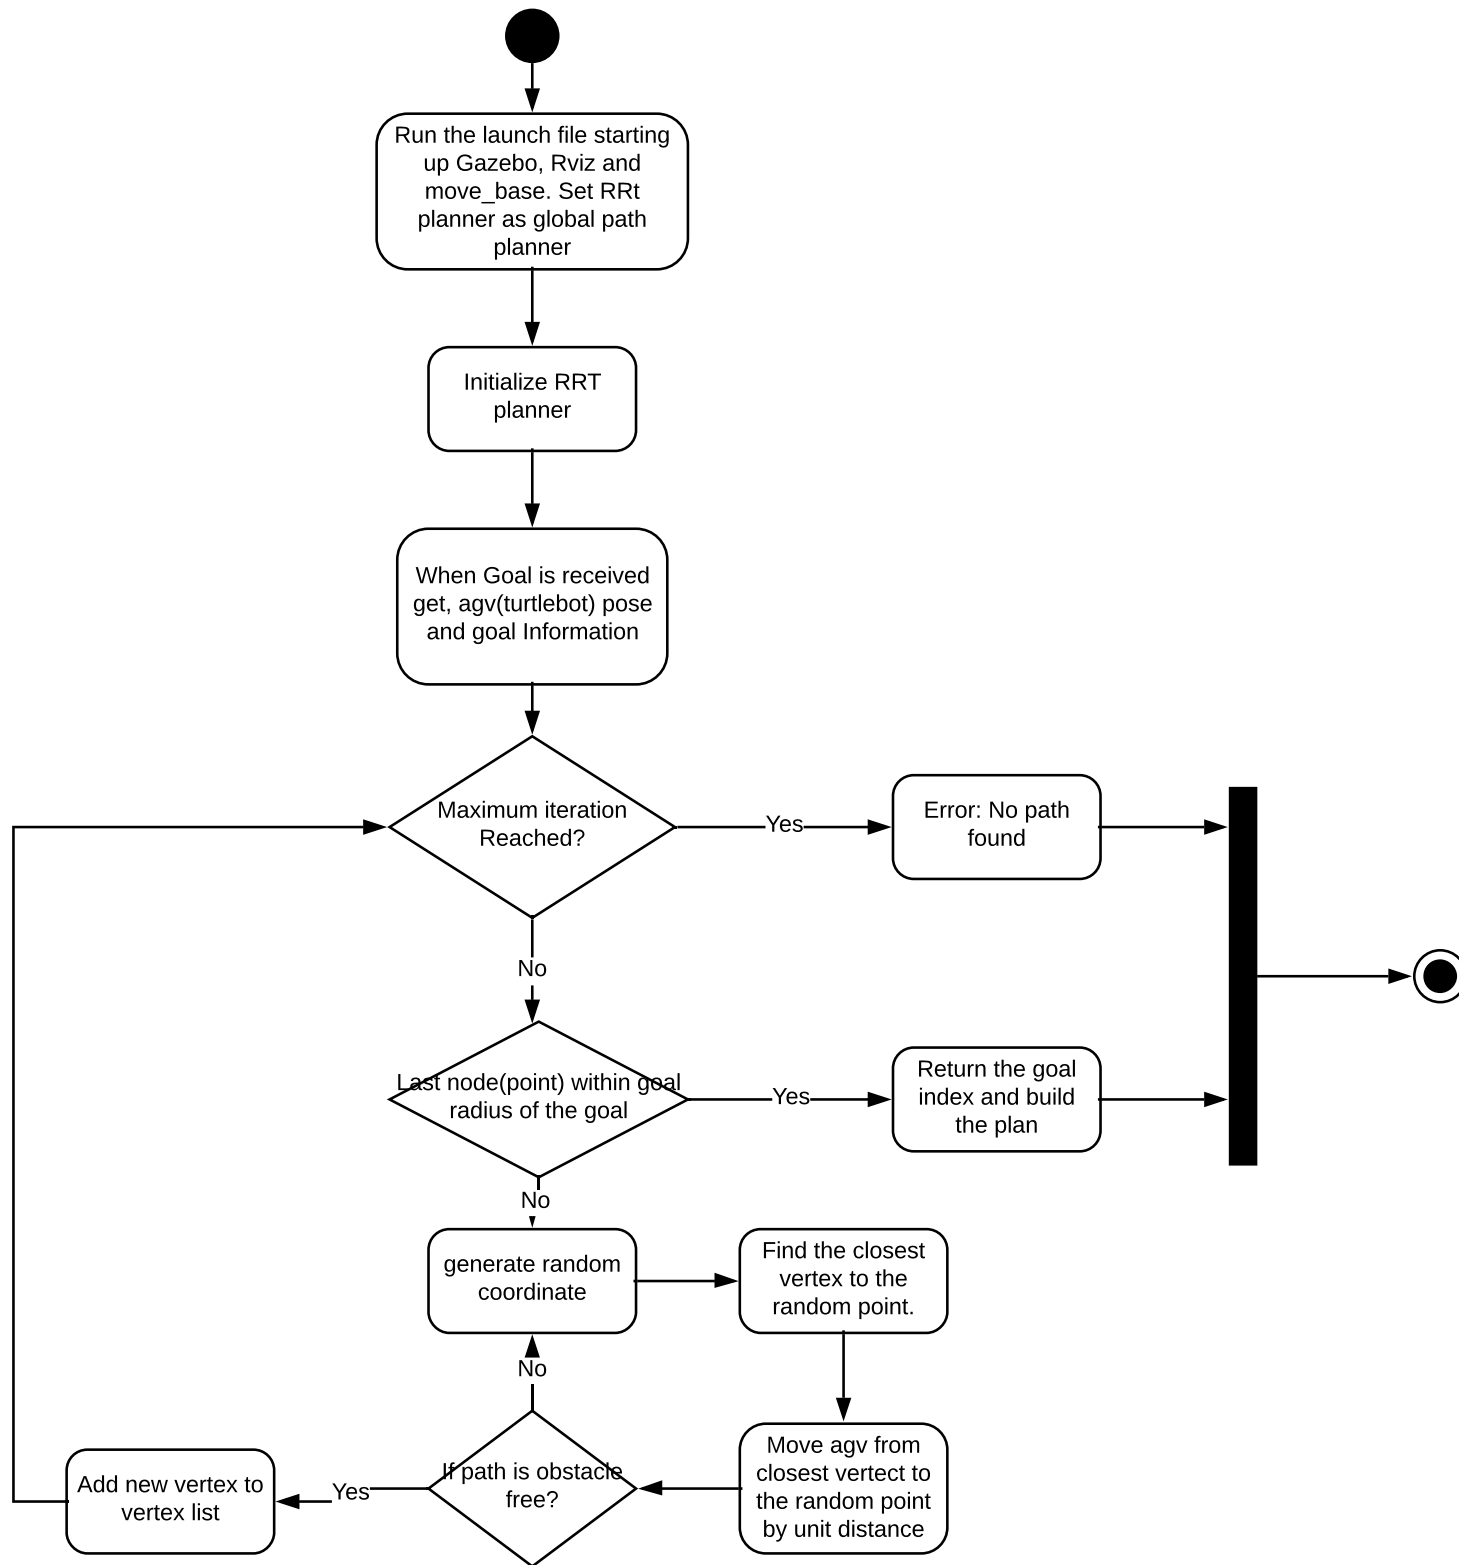 Run the launch file starting
up Gazebo, Rviz and
move_base. Set RRt
planner as global path
planner
Initialize RRT
planner
When Goal is received
get, agv(turtlebot) pose
and goal Information
Maximum iteration
Reached?
Yes
Error: No path
found
No
Last node(point) within goal
radius of the goal
Yes
Return the goal
index and build
the plan
No
generate random
coordinate
Find the closest
vertex to the
random point.
No
Move agv from
closest vertect to
the random point
by unit distance
If path is obstacle
free?
Yes
Add new vertex to
vertex list